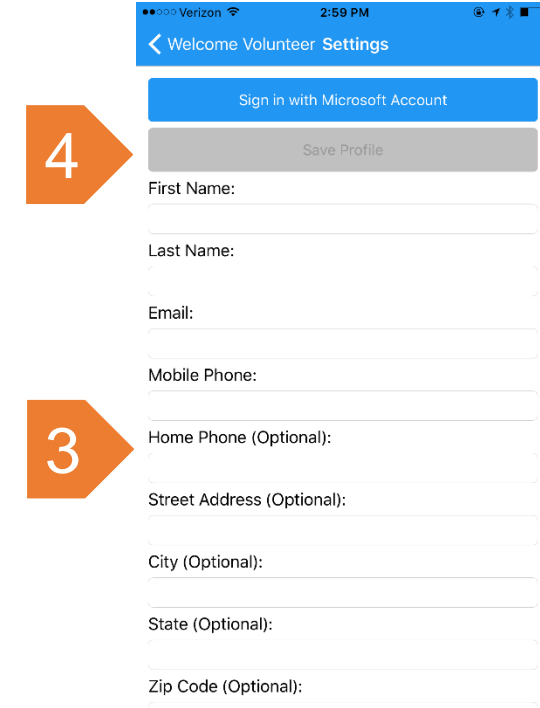 ●●○○○ Verizon 2:59 PM
Welcome Volunteer Settings
Sign in with Microsoft Account
4
Save Profile
First Name:
Last Name:
Email:
Mobile Phone:
3
Home Phone (Optional):
Street Address (Optional):
City (Optional):
State (Optional):
Zip Code (Optional):